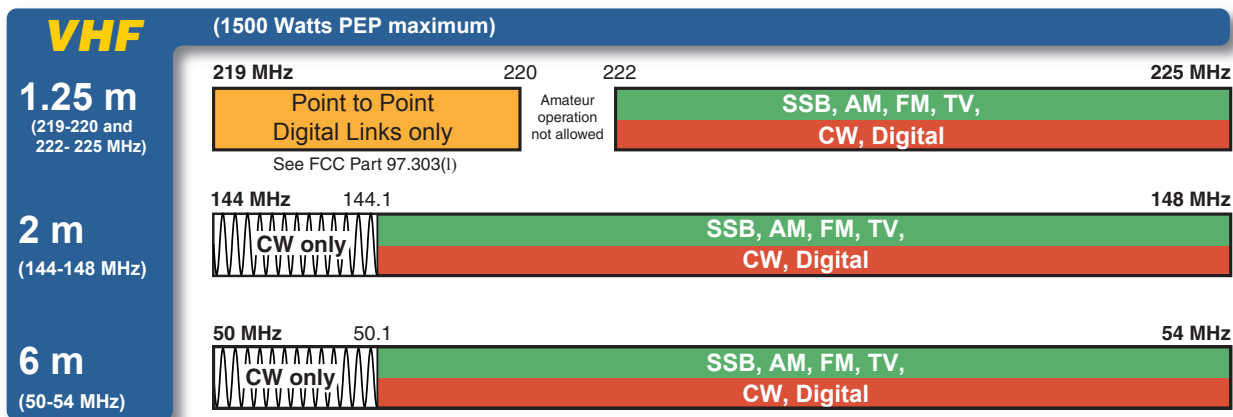 VHF
(1500 Watts PEP maximum)
1.25 m
(219-220 and
222- 225 MHz)
219 MHz 220 222 225 MHz
Point to Point
Digital Links only
Amateur
operation
not allowed
SSB, AM, FM, TV,
CW, Digital
See FCC Part 97.303(l)
2 m
(144-148 MHz)
144 MHz 144.1 148 MHz
CW only
SSB, AM, FM, TV,
CW, Digital
6 m
(50-54 MHz)
50 MHz 50.1 54 MHz
CW only
SSB, AM, FM, TV,
CW, Digital